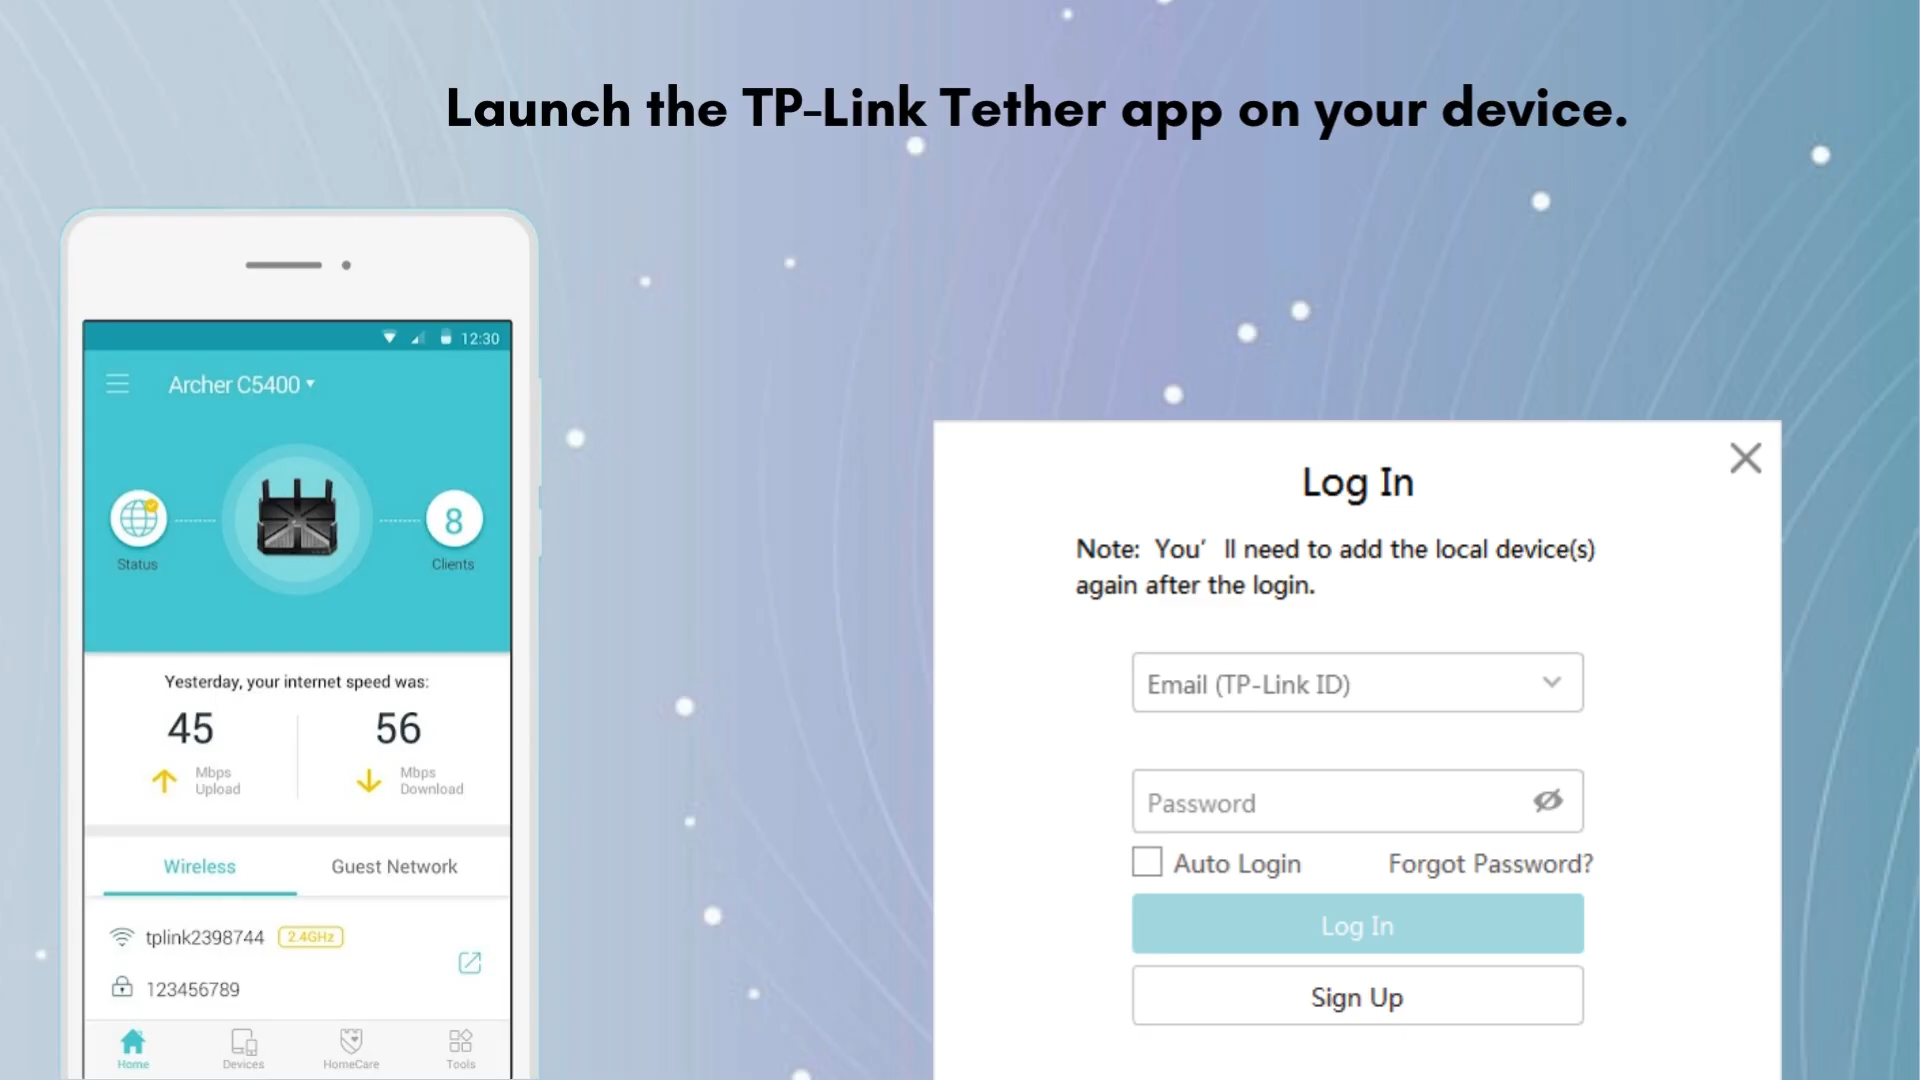 Launch the TP-Link Tether app on your device.
12:30
Archer C5400
8
Status
Clients
Yesterday, your internet speed was:
45
56
Mbps
Upload
Mbps
Download
Wireless
Guest Network
tplink2398744
2.4GHz
123456789
Home
Devices
HomeCare
Tools
Log In
Note: You' ll need to add the local device(s)
again after the login.
Email (TP-Link ID)
Password
Auto Login
Forgot Password?
Log In
Sign Up